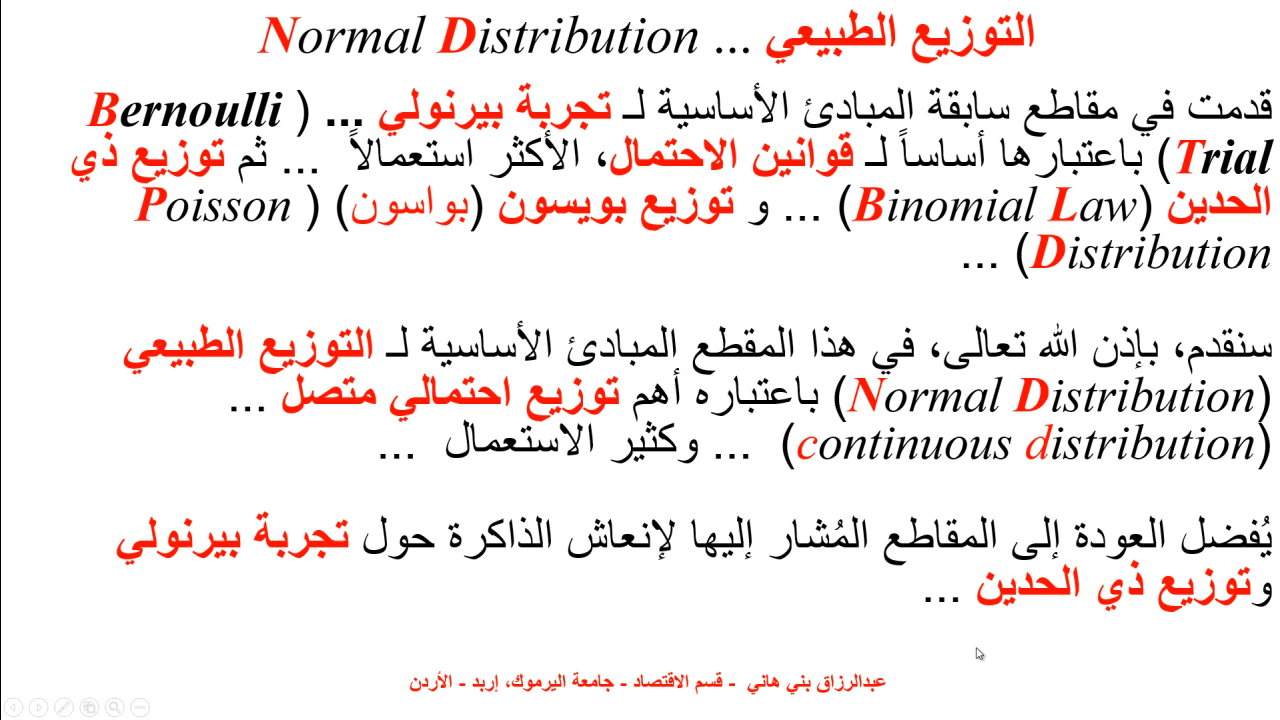 التوزيع الطبيعي ... Normal Distribution
قدمت في مقاطع سابقة المبادئ الأساسية لـ تجربة بيرنولي ... (Bernoulli
Trial) باعتبارها أساساً لـ قوانين الاحتمال، الأكثر استعمالاً ... ثم توزيع ذي
الحدين (Binomial Law) ... و توزيع بويسون (بواسون) (Poisson
Distribution) ...
سنقدم، بإذن الله تعالى، في هذا المقطع المبادئ الأساسية لـ التوزيع الطبيعي
(Normal Distribution) باعتباره أهم توزيع احتمالي متصل ...
(continuous distribution) ... وكثير الاستعمال ...
يُفضل العودة إلى المقاطع المُشار إليها لإنعاش الذاكرة حول تجربة بيرنولي
وتوزيع ذي الحدين ...
عبدالرزاق بني هاني - قسم الاقتصاد - جامعة اليرموك، إربد - الأردن